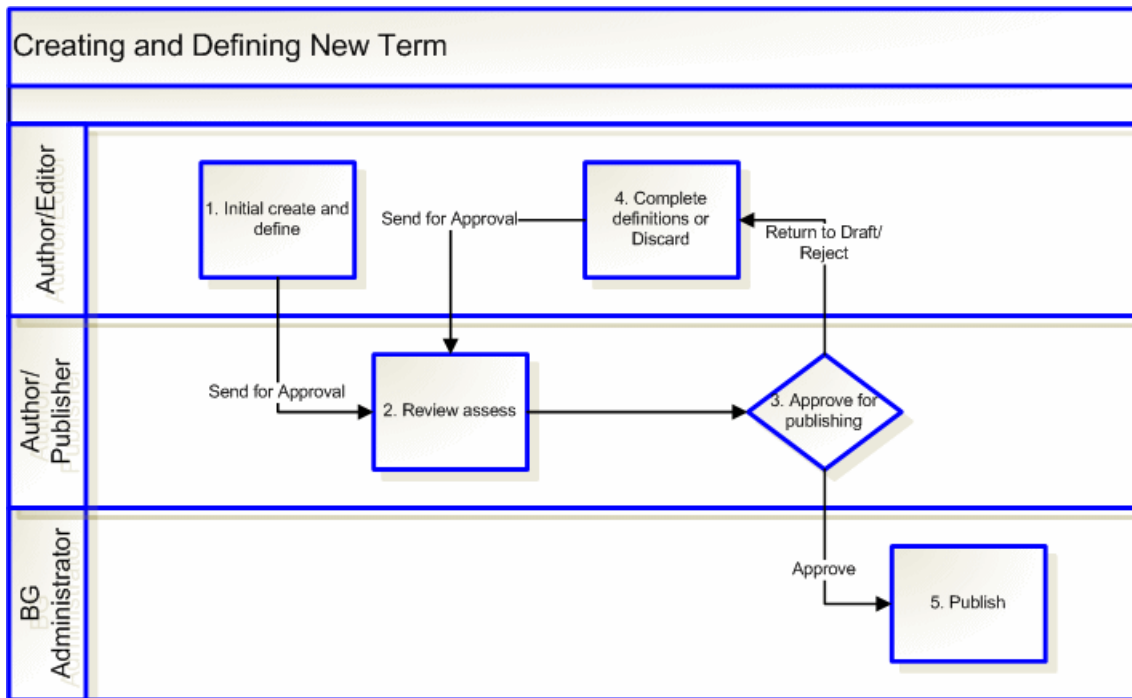 Creating and Defining New Term
Author/Editor
1. Initial create and
define
Send for Approval
4. Complete
definitions or
Discard
Return to Draft/
Reject
Author/
Publisher
Send for Approval
2. Review assess
3. Approve for
publishing
BG
Administrator
Approve
5. Publish